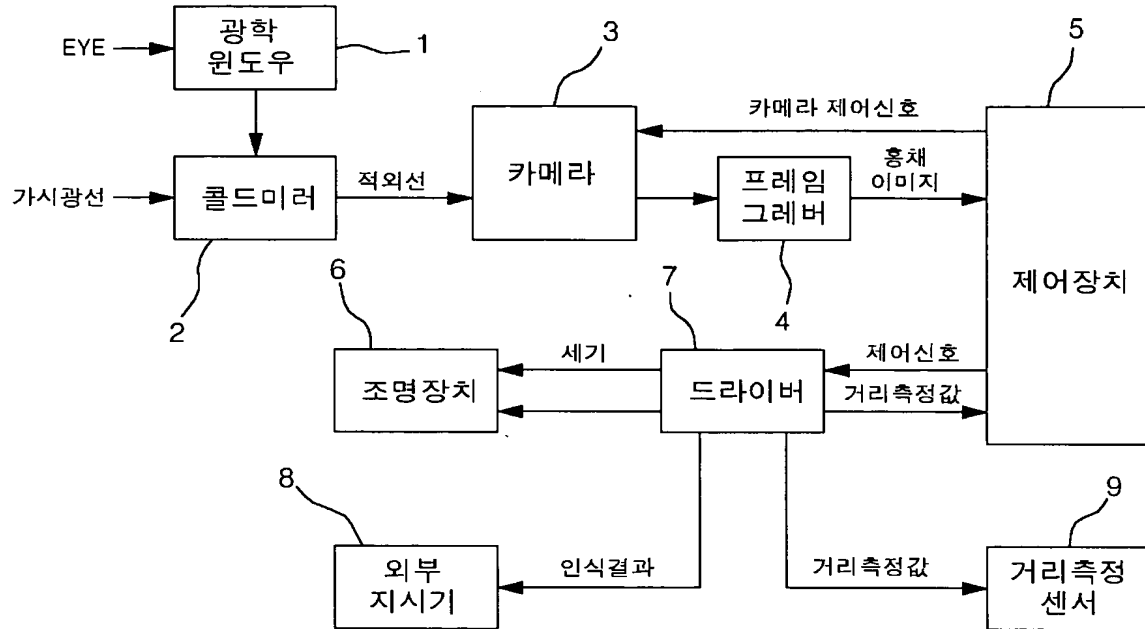 EYE
광학
윈도우
1
3
5
카메라 제어신호
가시광선
콜드미러
적외선
카메라
프레임
그레버
홍채
이미지
2
4
제어장치
6
7
세기
조명장치
드라이버
제어신호
거리측정값
8
9
외부
지시기
인식결과
거리측정값
거리측정
센서